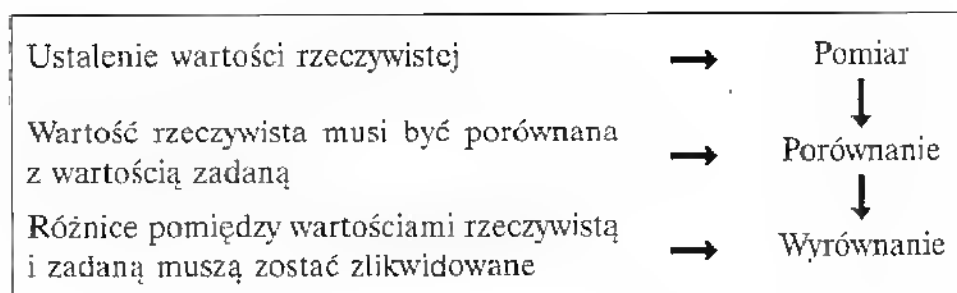 Ustalenie wartości rzeczywistej → Pomiar
Wartość rzeczywista musi być porównana
z wartością zadaną → Porównanie
Różnice pomiędzy wartościami rzeczywistą
i zadaną muszą zostać zlikwidowane → Wyrównanie